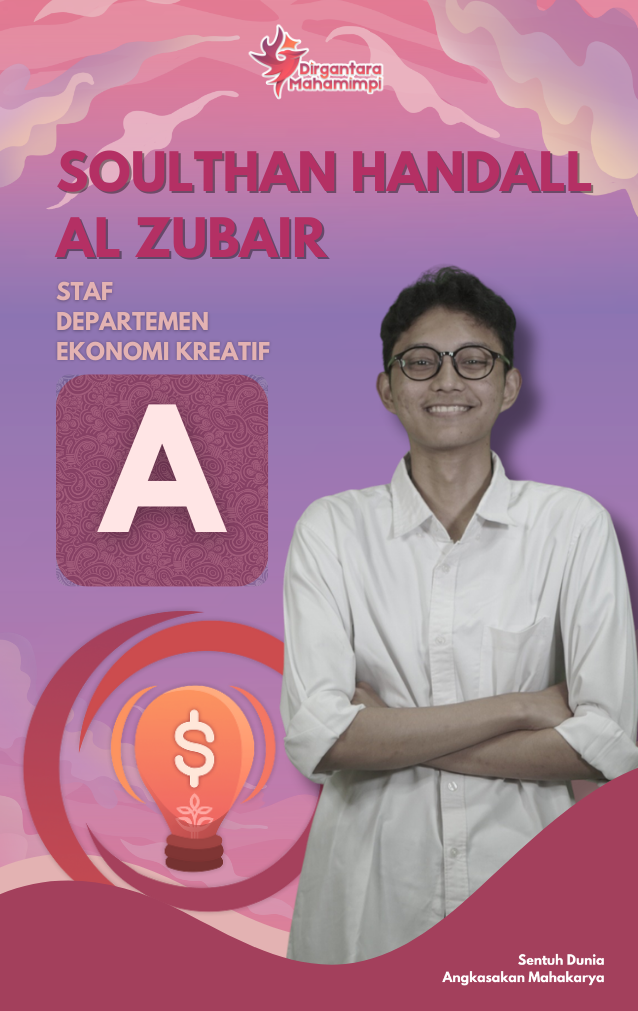 Dirgantara
Mahamimpi
SOULTHAN HANDALL
AL ZUBAIR
STAF
DEPARTEMEN
EKONOMI KREATIF
A
$
Sentuh Dunia
Angkasakan Mahakarya